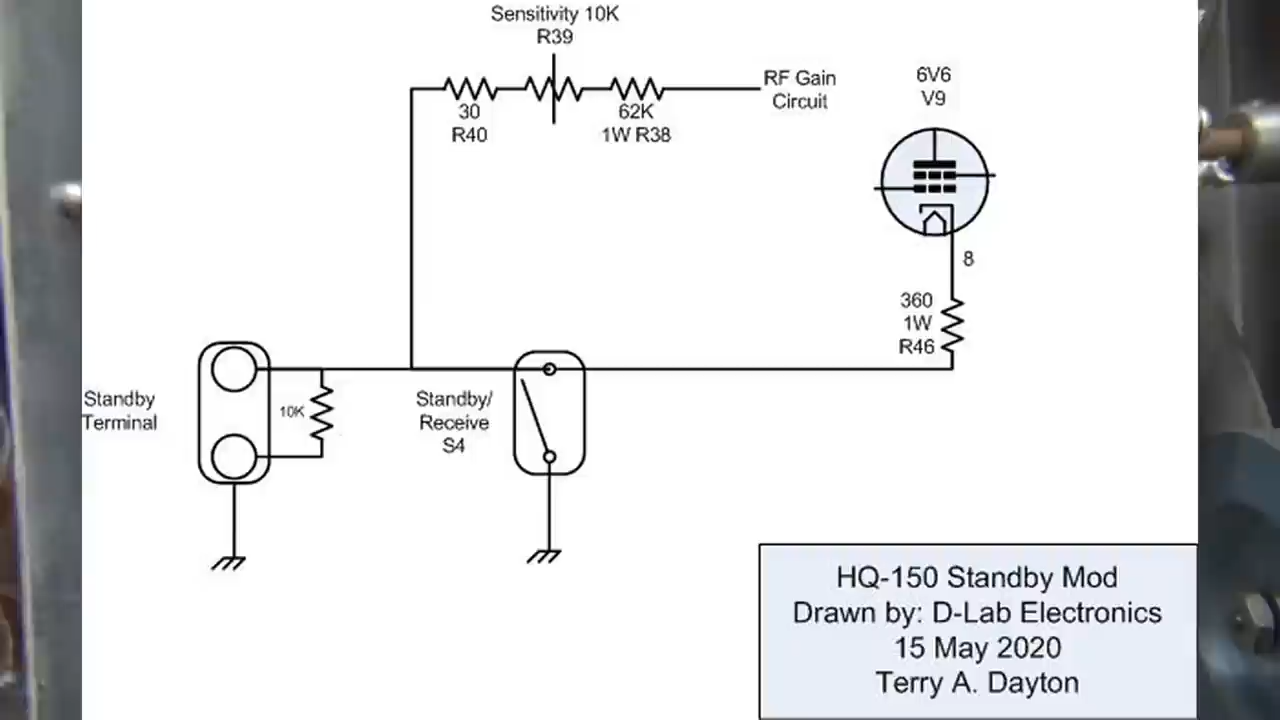 Sensitivity 10K
R39
30
R40
62K
1W R38
RF Gain
Circuit
6V6
V9
8
360
1W
R46
Standby
Terminal
10K
Standby/
Receive
S4
HQ-150 Standby Mod
Drawn by: D-Lab Electronics
15 May 2020
Terry A. Dayton